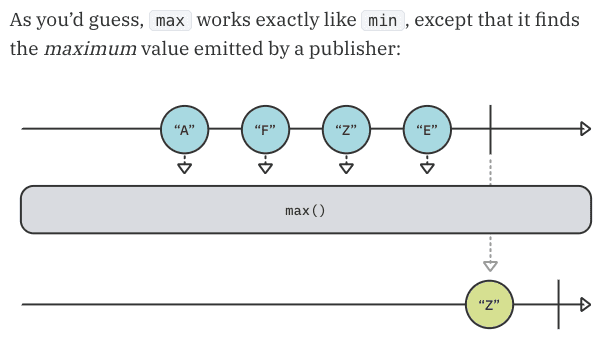 As you’d guess, max works exactly like min, except that it finds
the maximum value emitted by a publisher:
“A” “F” “Z” “E”
max()
“Z”